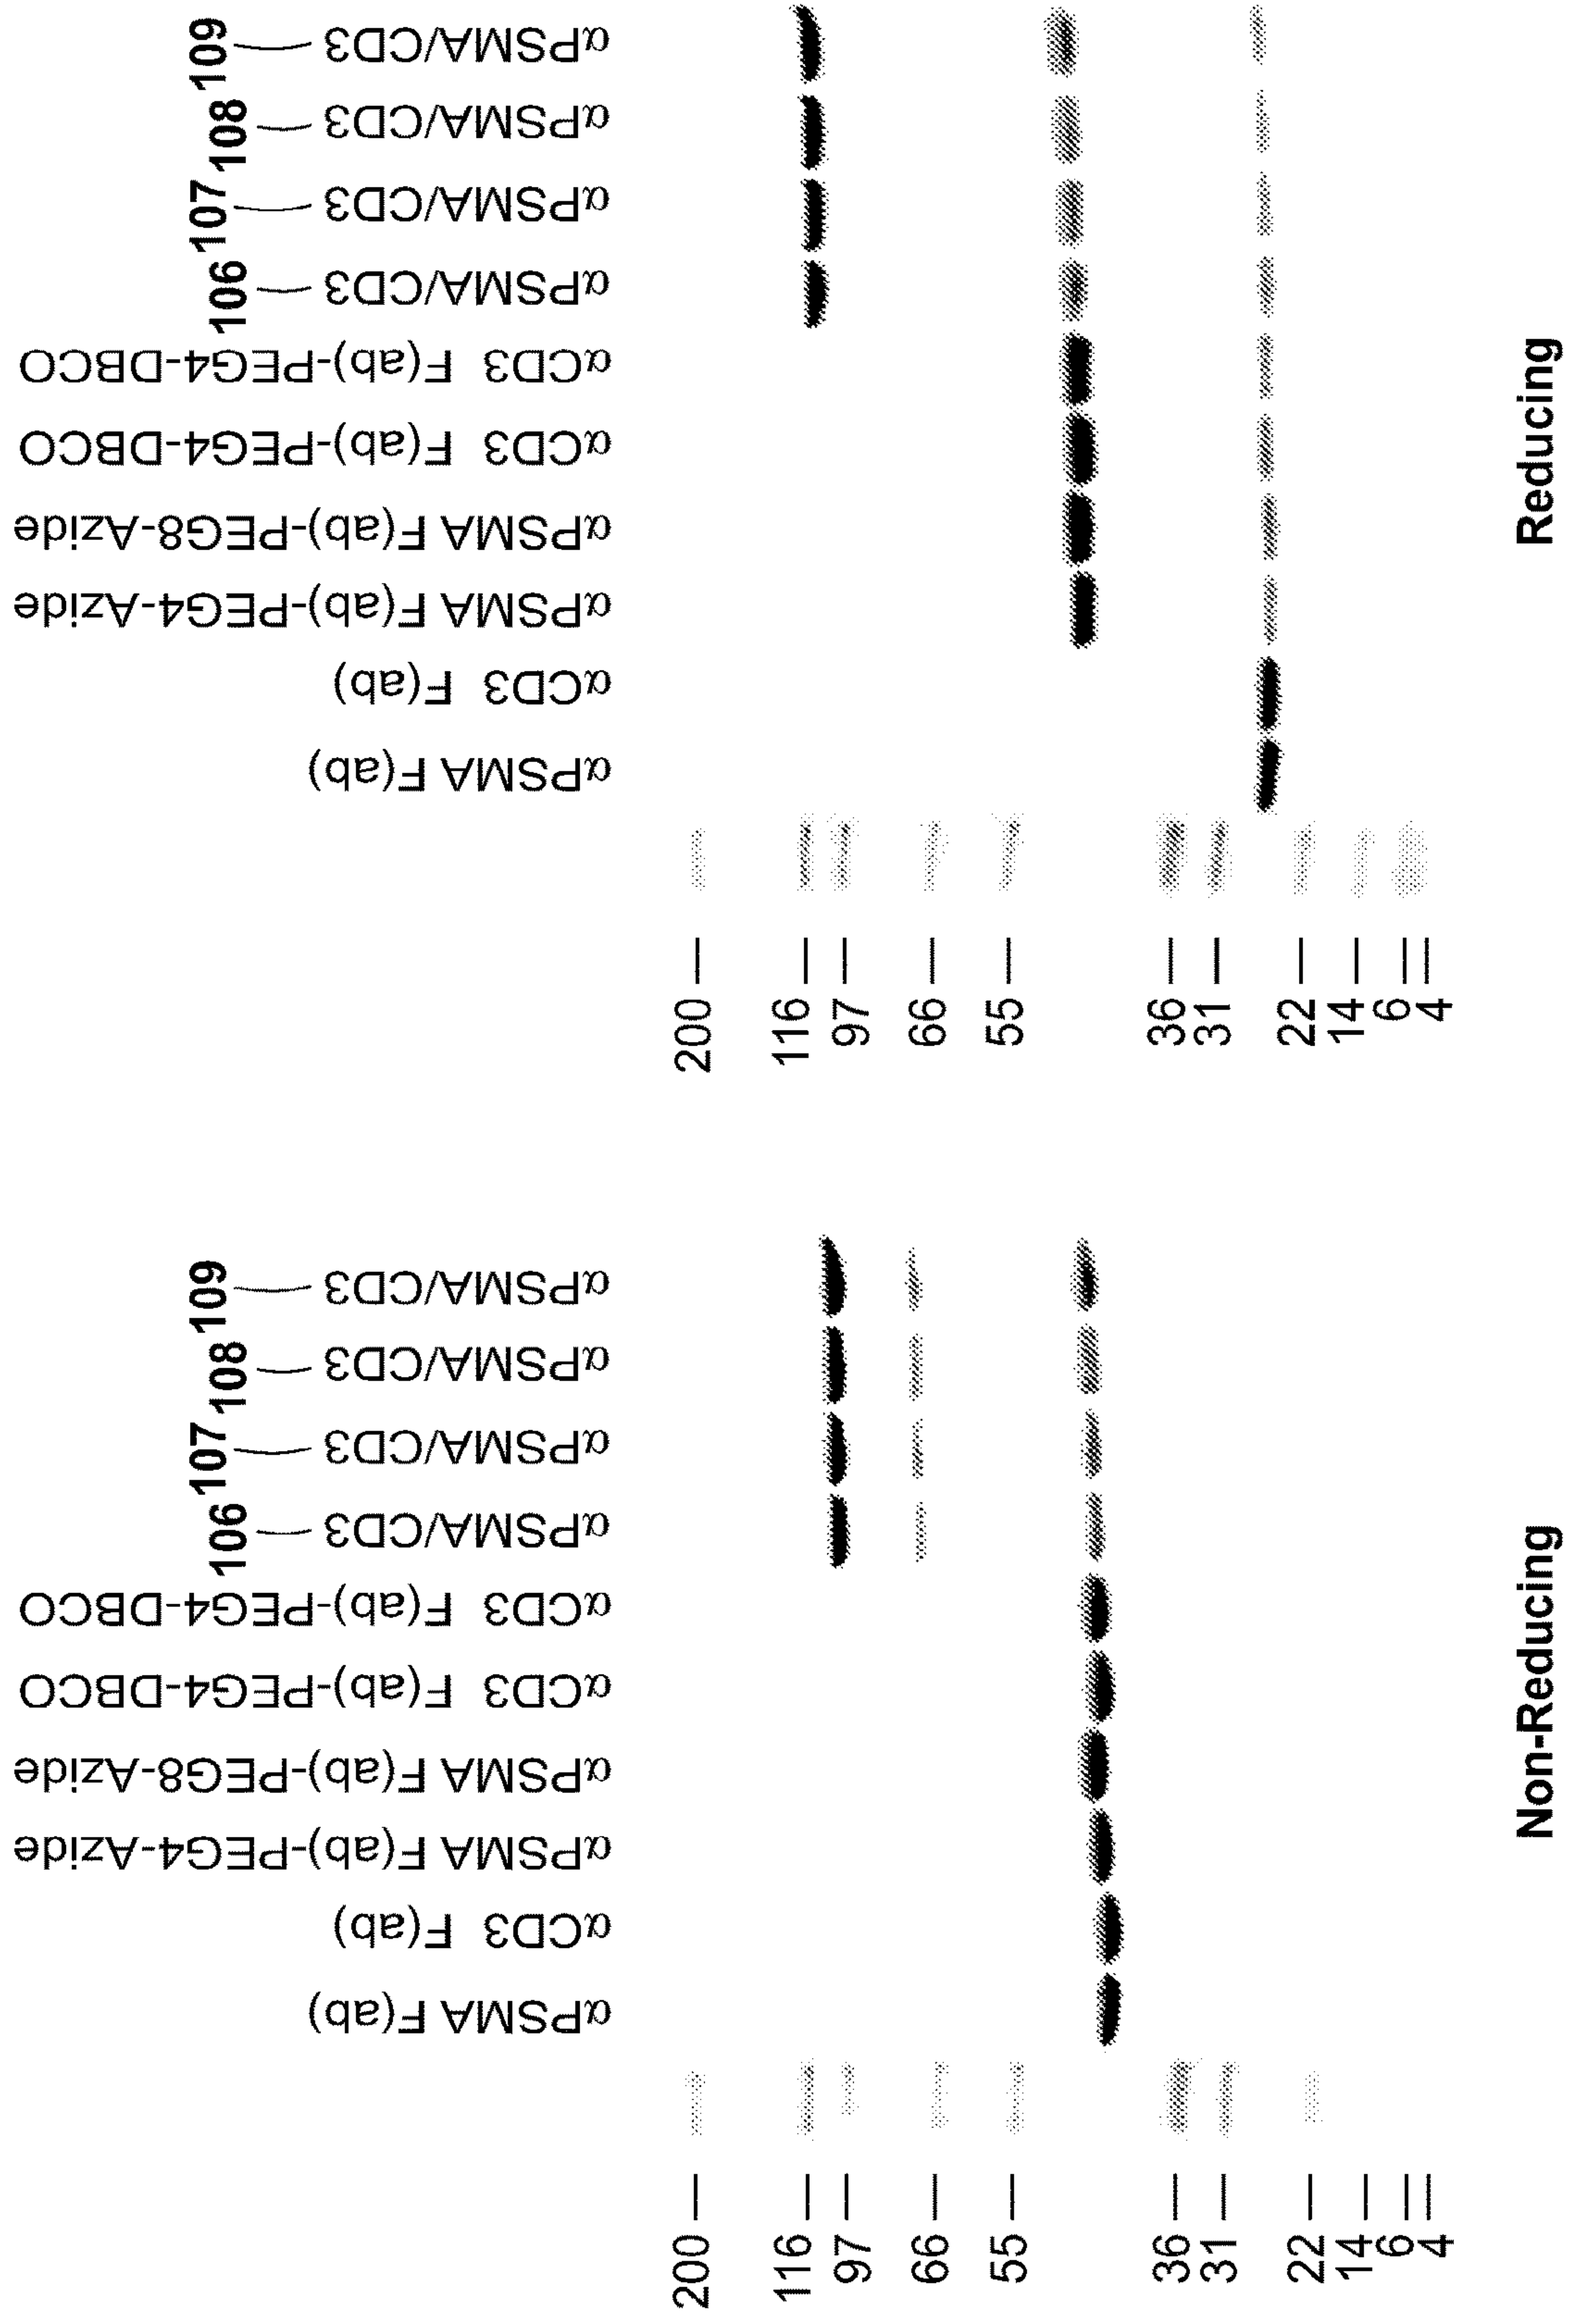 200
116
97
66
55
36
31
22
14
6
4
αPSMA F(ab)
αCD3 F(ab)
αPSMA F(ab)-PEG4-Azide
αPSMA F(ab)-PEG8-Azide
αCD3 F(ab)-PEG4-DBCO
αCD3 F(ab)-PEG4-DBCO
αPSMA/CD3
106
αPSMA/CD3
107
αPSMA/CD3
108
αPSMA/CD3
109
Non-Reducing
200
116
97
66
55
36
31
22
14
6
4
αPSMA F(ab)
αCD3 F(ab)
αPSMA F(ab)-PEG4-Azide
αPSMA F(ab)-PEG8-Azide
αCD3 F(ab)-PEG4-DBCO
αCD3 F(ab)-PEG4-DBCO
αPSMA/CD3
106
αPSMA/CD3
107
αPSMA/CD3
108
αPSMA/CD3
109
Reducing